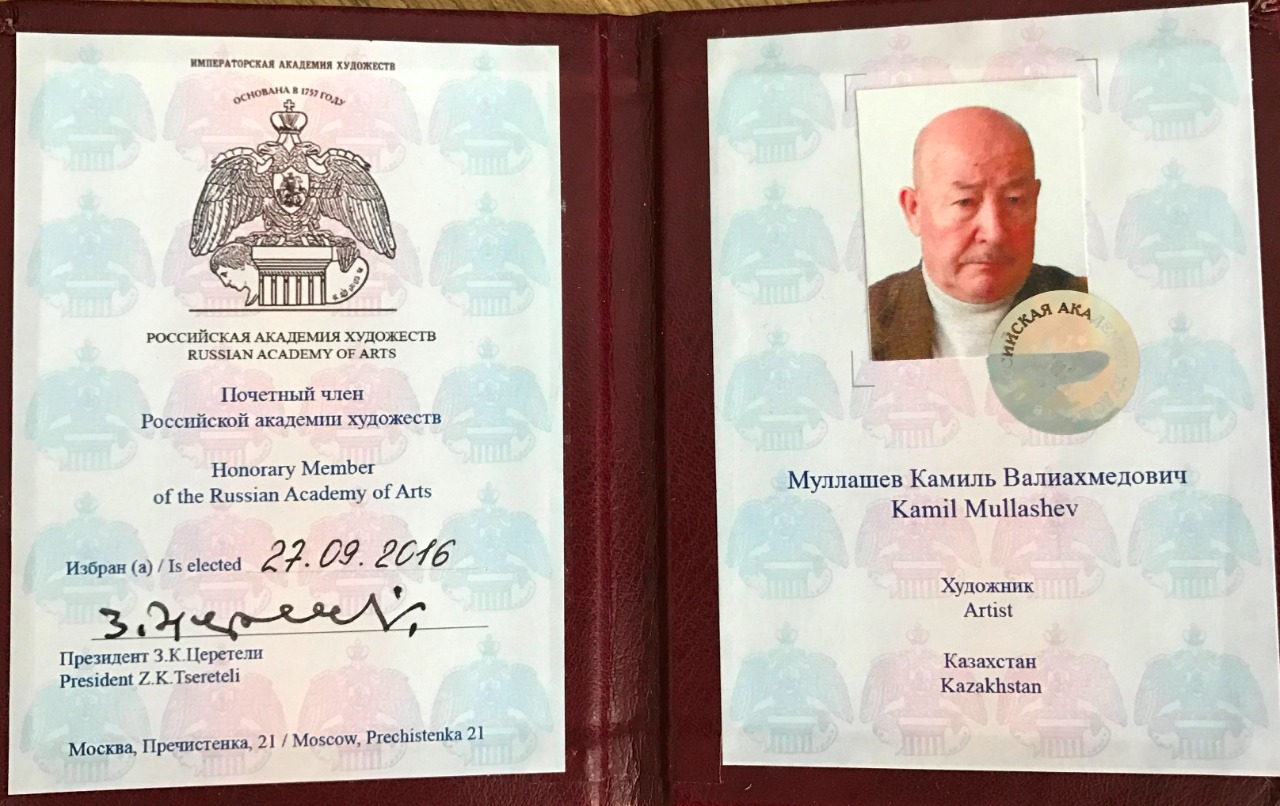 ИМПЕРАТОРСКАЯ АКАДЕМИЯ ХУДОЖЕСТВ
ОСНОВАНА В 1757 ГОДУ
РОССИЙСКАЯ АКАДЕМИЯ ХУДОЖЕСТВ
RUSSIAN ACADEMY OF ARTS
Почетный член
Российской академии художеств
Honorary Member
of the Russian Academy of Arts
Избран (а) / Is elected 27.09.2016
Президент З.К.Церетели
President Z.K.Tsereteli
Москва, Пречистенка, 21 / Moscow, Prechistenka 21
Муллашев Камиль Валиахмедович
Kamil Mullashev
Художник
Artist
Казахстан
Kazakhstan